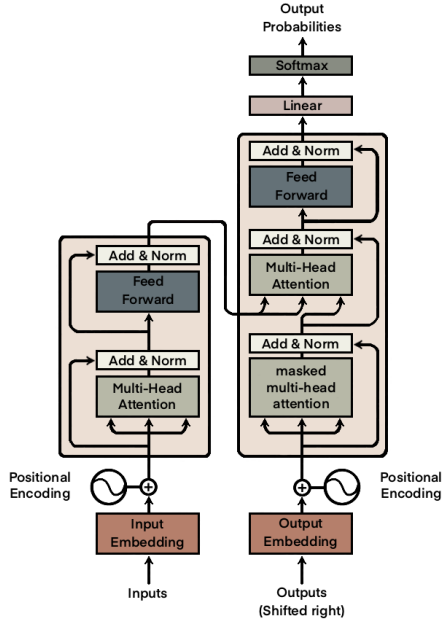 Output
Probabilities
Softmax
Linear
Add & Norm
Feed
Forward
Add & Norm
Multi-Head
Attention
Add & Norm
masked
multi-head
attention
Add & Norm
Feed
Forward
Add & Norm
Multi-Head
Attention
Positional
Encoding
Positional
Encoding
Input
Embedding
Output
Embedding
Inputs
Outputs
(Shifted right)